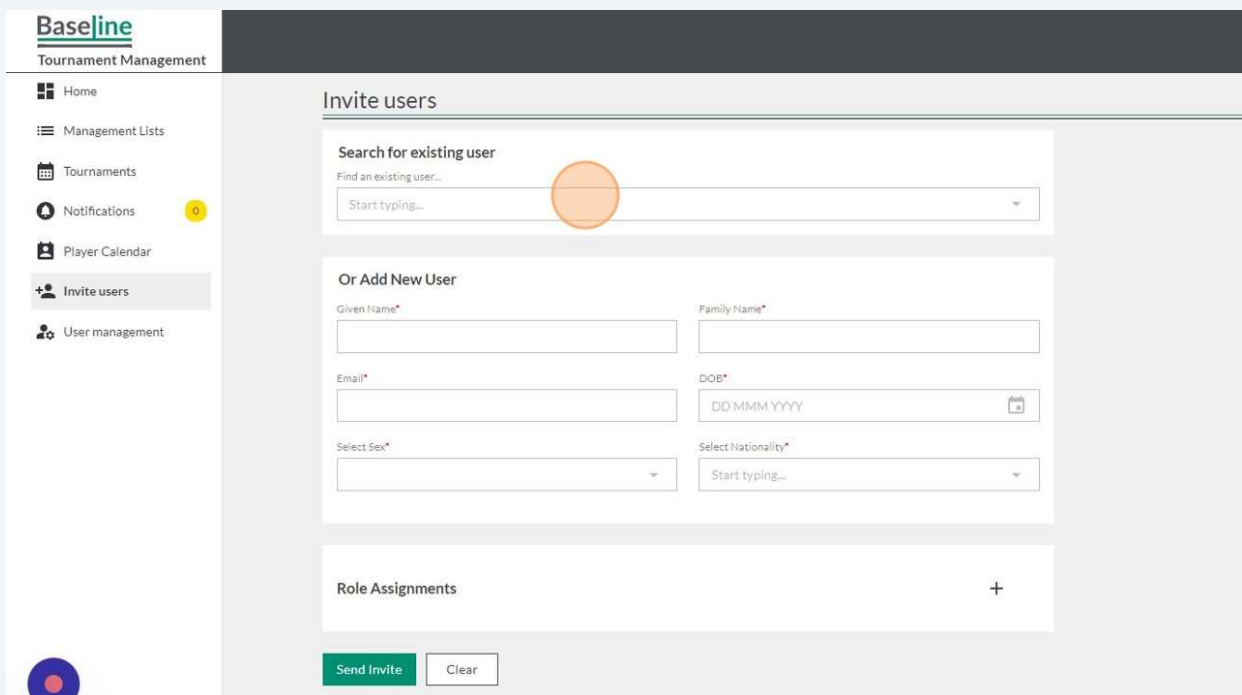 Baseline
Tournament Management
Home
Management Lists
Tournaments
Notifications 0
Player Calendar
Invite users
User management
Invite users
Search for existing user
Find an existing user...
Start typing...
Or Add New User
Given Name* Family Name*
Email* DOB*
DD MMM YYYY
Select Sex* Select Nationality*
Start typing...
Role Assignments +
Send Invite Clear